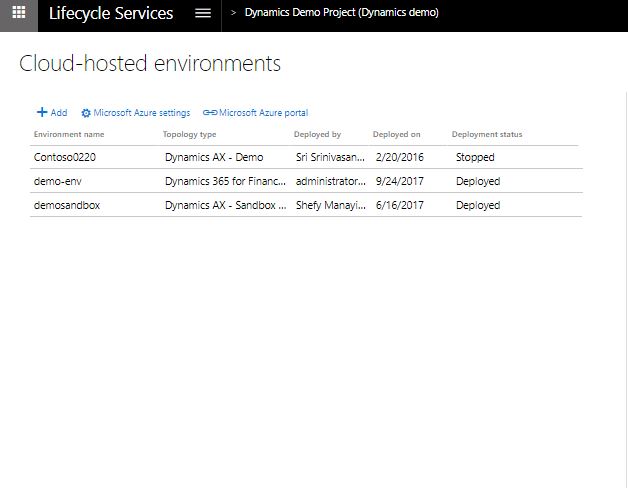 Lifecycle Services > Dynamics Demo Project (Dynamics demo)
Cloud-hosted environments
+ Add Microsoft Azure settings Microsoft Azure portal
Environment name Topology type Deployed by Deployed on Deployment status
Contoso0220 Dynamics AX - Demo Sri Srinivasan... 2/20/2016 Stopped
demo-env Dynamics 365 for Financ... administrator... 9/24/2017 Deployed
demosandbox Dynamics AX - Sandbox ... Shefy Manayi... 6/16/2017 Deployed